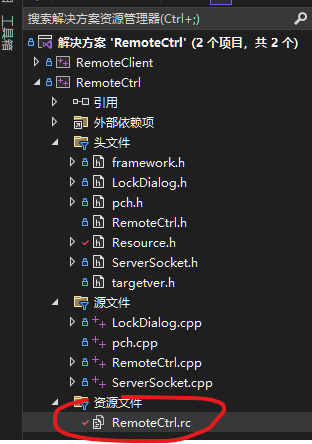 搜索解决方案资源管理器(Ctrl+;)
工具箱
解决方案 'RemoteCtrl' (2 个项目，共 2 个)
RemoteClient
RemoteCtrl
引用
外部依赖项
头文件
framework.h
LockDialog.h
pch.h
RemoteCtrl.h
Resource.h
ServerSocket.h
targetver.h
源文件
LockDialog.cpp
pch.cpp
RemoteCtrl.cpp
ServerSocket.cpp
资源文件
RemoteCtrl.rc